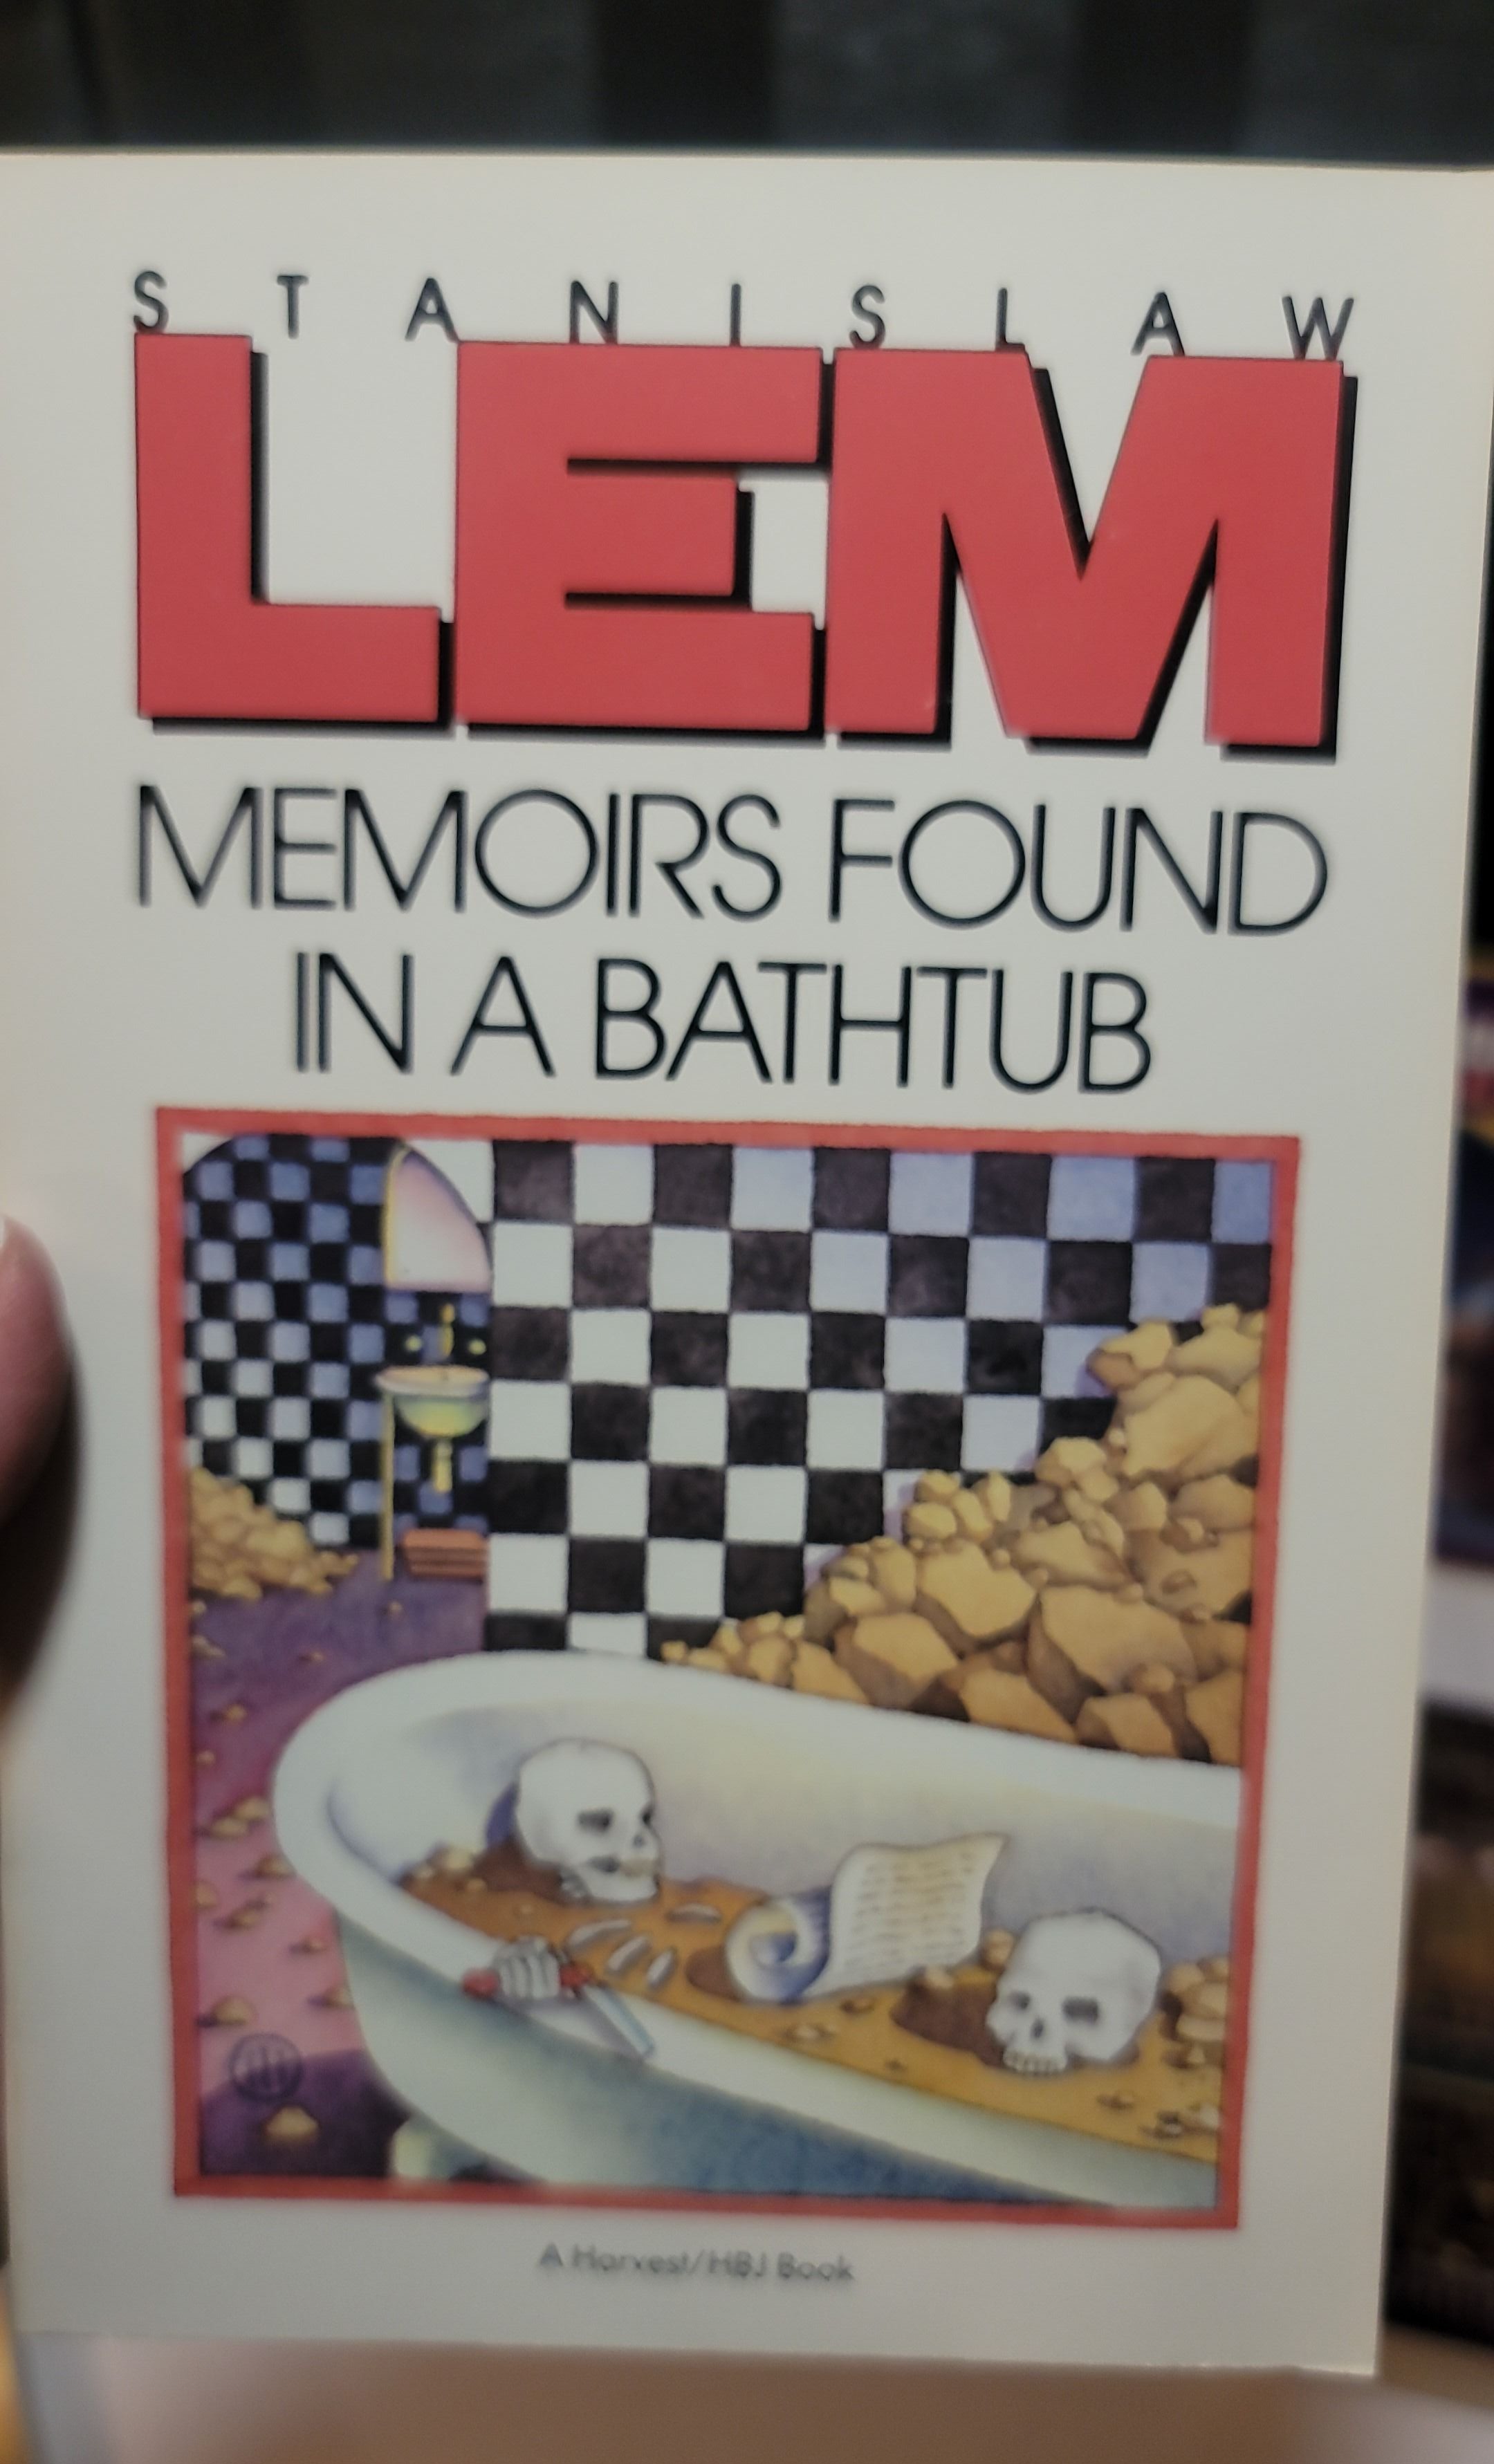 STANISLAW
LEM
MEMOIRS FOUND
IN A BATHTUB
A Harvest/HBJ Book